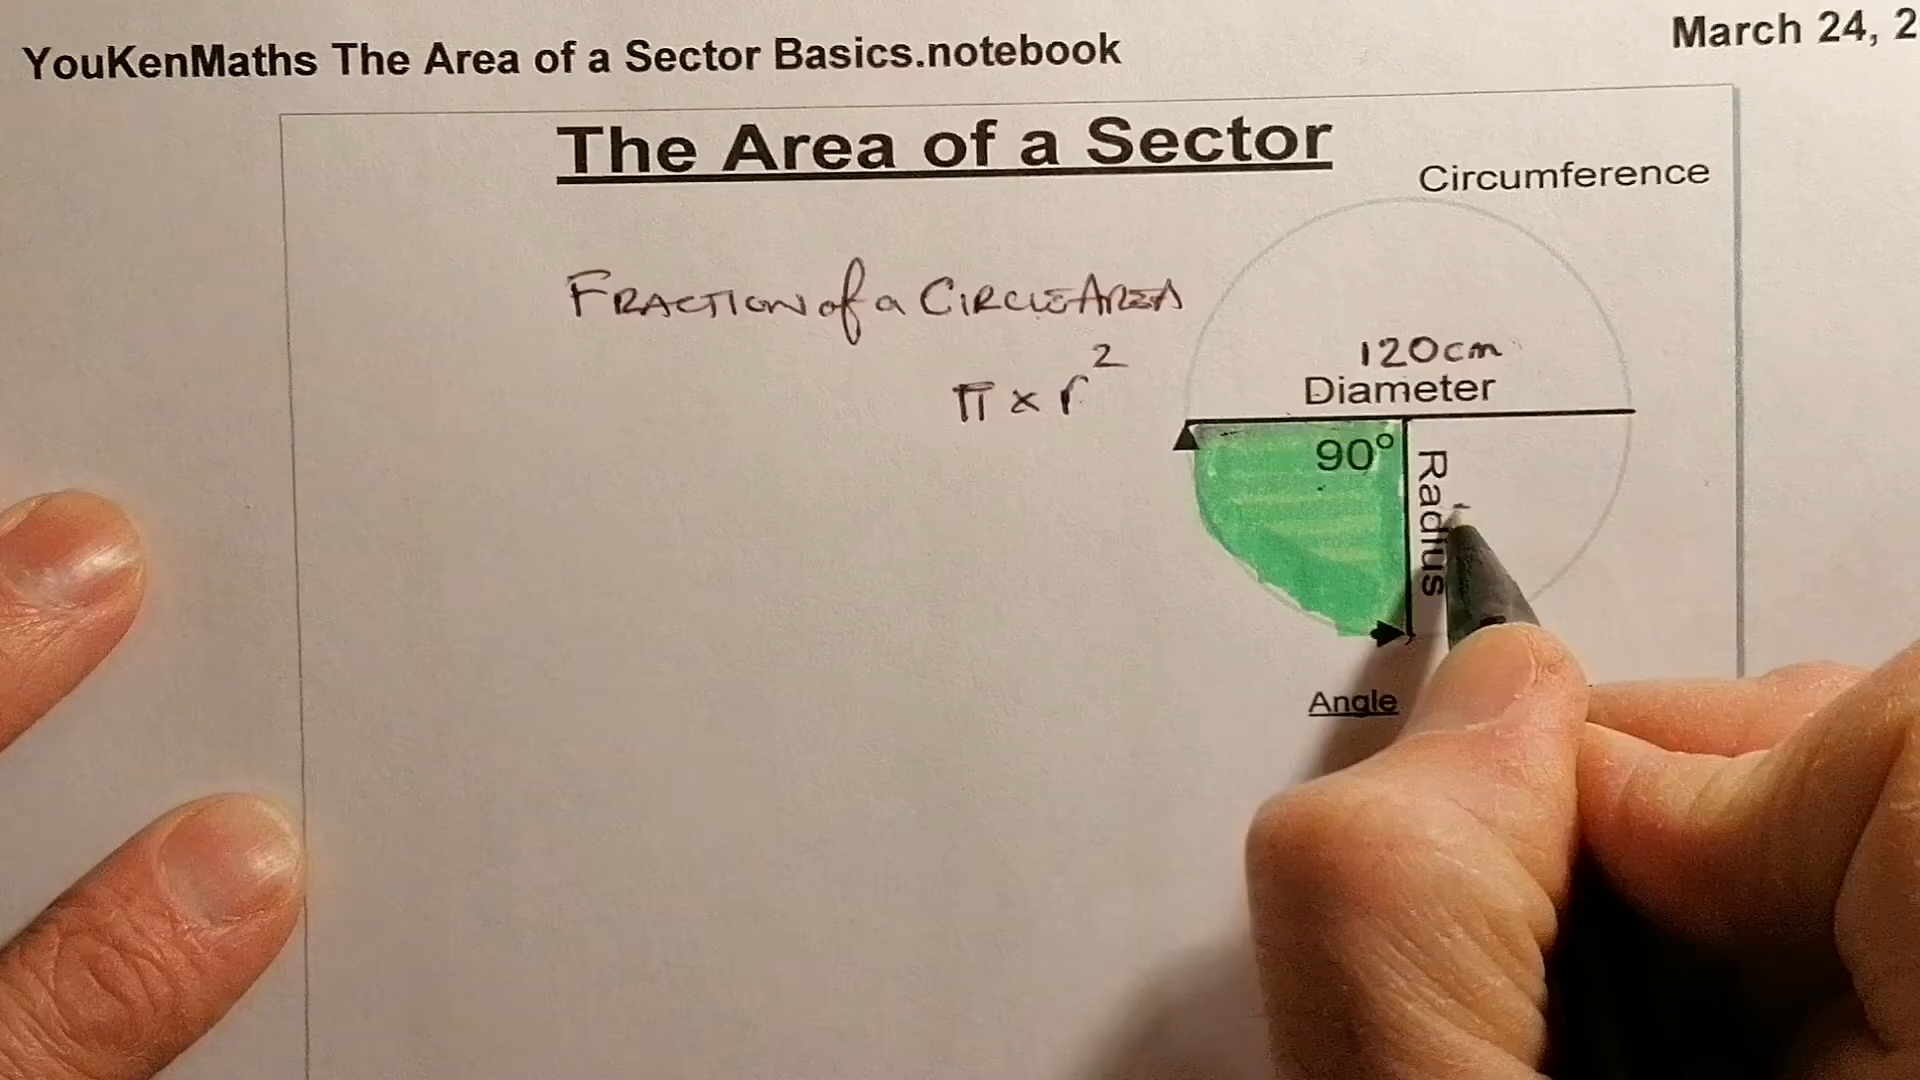 YouKenMaths The Area of a Sector Basics.notebook
March 24, 2
The Area of a Sector
Circumference
FRACTION of a CIRCLE AREA
π × r²
120cm
Diameter
90°
Radius
Angle